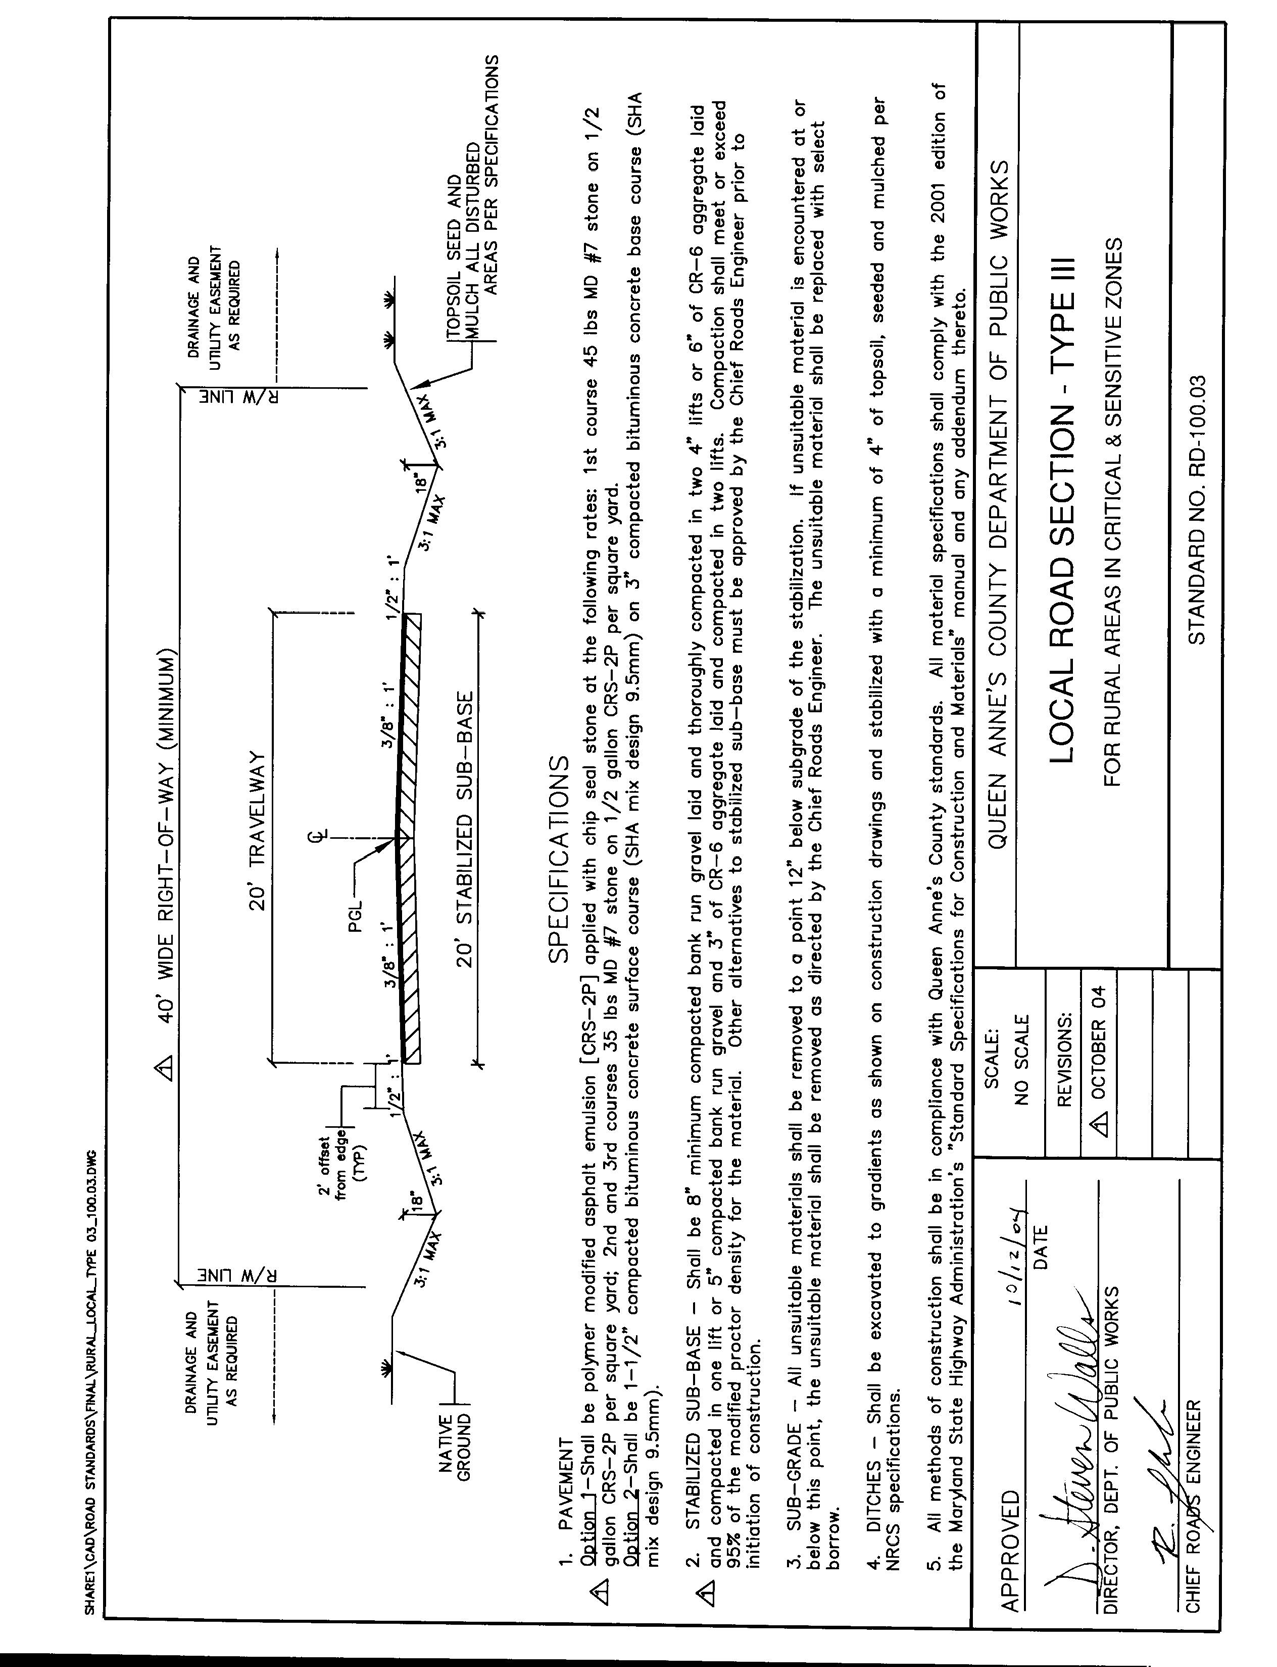 SHARE1\CAD\ROAD STANDARDS\FINAL\RURAL_LOCAL_TYPE 03_100.03.DWG
40' WIDE RIGHT-OF-WAY (MINIMUM)
DRAINAGE AND
UTILITY EASEMENT
AS REQUIRED
R/W LINE
DRAINAGE AND
UTILITY EASEMENT
AS REQUIRED
R/W LINE
20' TRAVELWAY
2' offset
from edge
(TYP)
PGL
℄
3:1 MAX
18"
3:1 MAX
1/2" : 1'
3/8" : 1'
3/8" : 1'
1/2" : 1'
3:1 MAX
18"
3:1 MAX
NATIVE
GROUND
20' STABILIZED SUB-BASE
TOPSOIL SEED AND
MULCH ALL DISTURBED
AREAS PER SPECIFICATIONS
SPECIFICATIONS
1. PAVEMENT
Option 1-Shall be polymer modified asphalt emulsion [CRS-2P] applied with chip seal stone at the following rates: 1st course 45 lbs MD #7 stone on 1/2
1 gallon CRS-2P per square yard; 2nd and 3rd courses 35 lbs MD #7 stone on 1/2 gallon CRS-2P per square yard.
Option 2-Shall be 1-1/2" compacted bituminous concrete surface course (SHA mix design 9.5mm) on 3" compacted bituminous concrete base course (SHA
mix design 9.5mm).
2. STABILIZED SUB-BASE - Shall be 8" minimum compacted bank run gravel laid and thoroughly compacted in two 4" lifts or 6" of CR-6 aggregate laid
1 and compacted in one lift or 5" compacted bank run gravel and 3" of CR-6 aggregate laid and compacted in two lifts. Compaction shall meet or exceed
95% of the modified proctor density for the material. Other alternatives to stabilized sub-base must be approved by the Chief Roads Engineer prior to
initiation of construction.
3. SUB-GRADE - All unsuitable materials shall be removed to a point 12" below subgrade of the stabilization. If unsuitable material is encountered at or
below this point, the unsuitable material shall be removed as directed by the Chief Roads Engineer. The unsuitable material shall be replaced with select
borrow.
4. DITCHES - Shall be excavated to gradients as shown on construction drawings and stabilized with a minimum of 4" of topsoil, seeded and mulched per
NRCS specifications.
5. All methods of construction shall be in compliance with Queen Anne's County standards. All material specifications shall comply with the 2001 edition of
the Maryland State Highway Administration's "Standard Specifications for Construction and Materials" manual and any addendum thereto.
APPROVED
10/12/04
DATE
D. Steven Walls
DIRECTOR, DEPT. OF PUBLIC WORKS
CHIEF ROADS ENGINEER
SCALE:
NO SCALE
REVISIONS:
1 OCTOBER 04
QUEEN ANNE'S COUNTY DEPARTMENT OF PUBLIC WORKS
LOCAL ROAD SECTION - TYPE III
FOR RURAL AREAS IN CRITICAL & SENSITIVE ZONES
STANDARD NO. RD-100.03